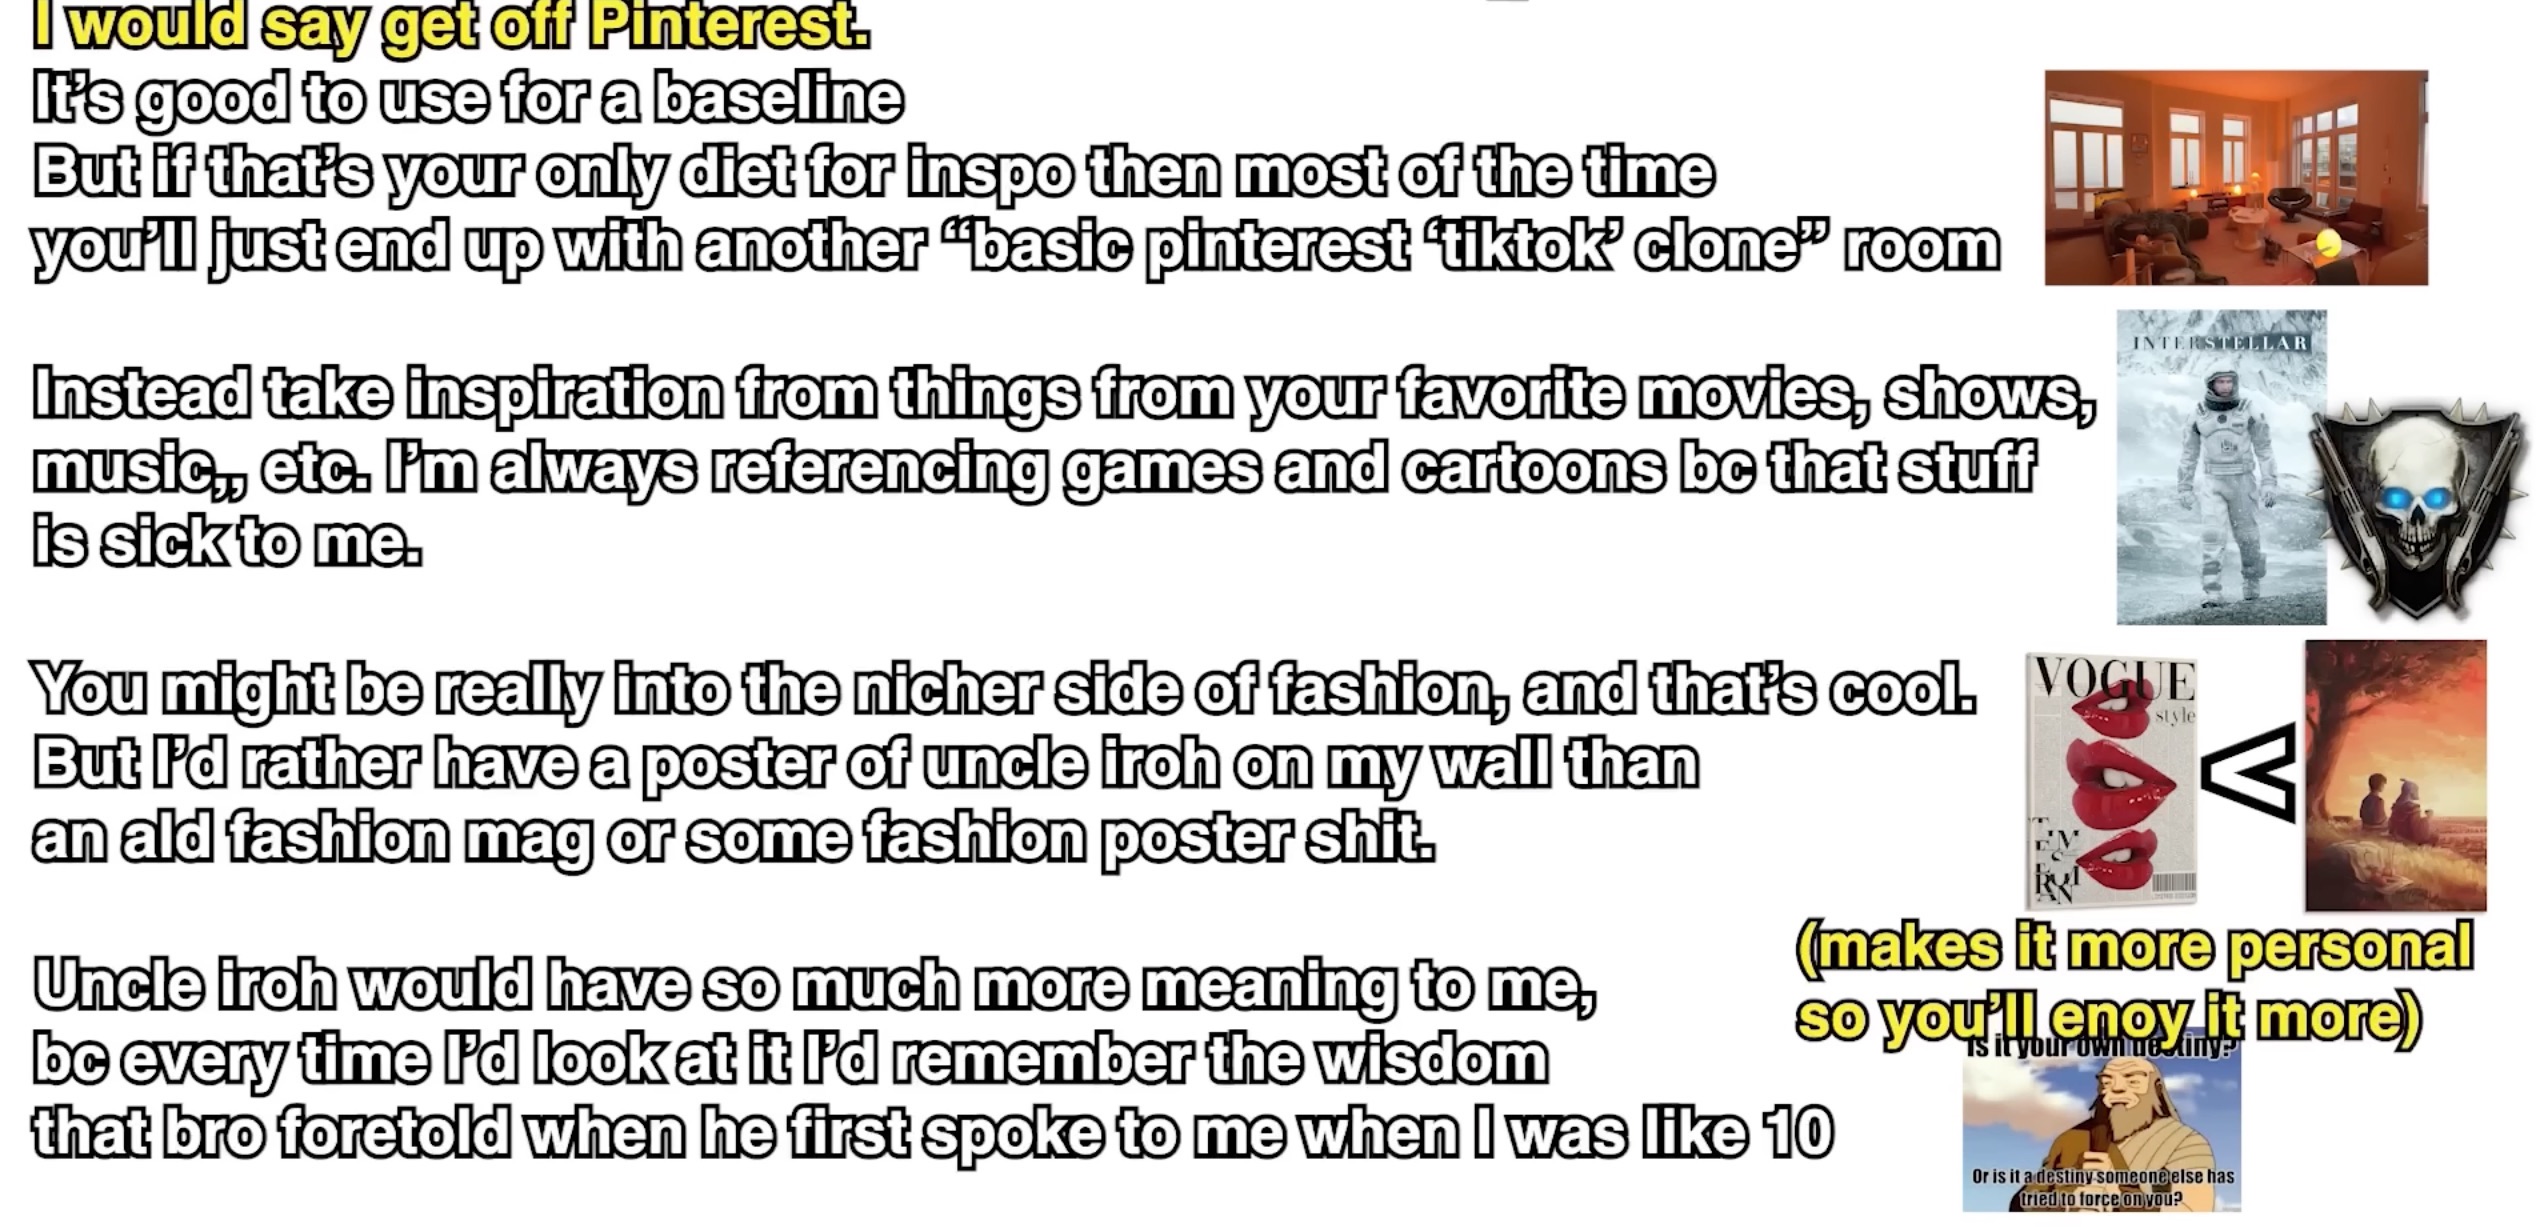 I would say get off Pinterest.
It's good to use for a baseline
But if that's your only diet for inspo then most of the time
you'll just end up with another “basic pinterest ‘tiktok’ clone” room
INTERSTELLAR
Instead take inspiration from things from your favorite movies, shows,
music,, etc. I'm always referencing games and cartoons bc that stuff
is sick to me.
You might be really into the nicher side of fashion, and that's cool.
But I'd rather have a poster of uncle iroh on my wall than
an ald fashion mag or some fashion poster shit.
VOGUE
style
<
(makes it more personal
so you'll enoy it more)
Uncle iroh would have so much more meaning to me,
bc every time I'd look at it I'd remember the wisdom
that bro foretold when he first spoke to me when I was like 10
Is it your own destiny?
Or is it a destiny someone else has
tried to force on you?